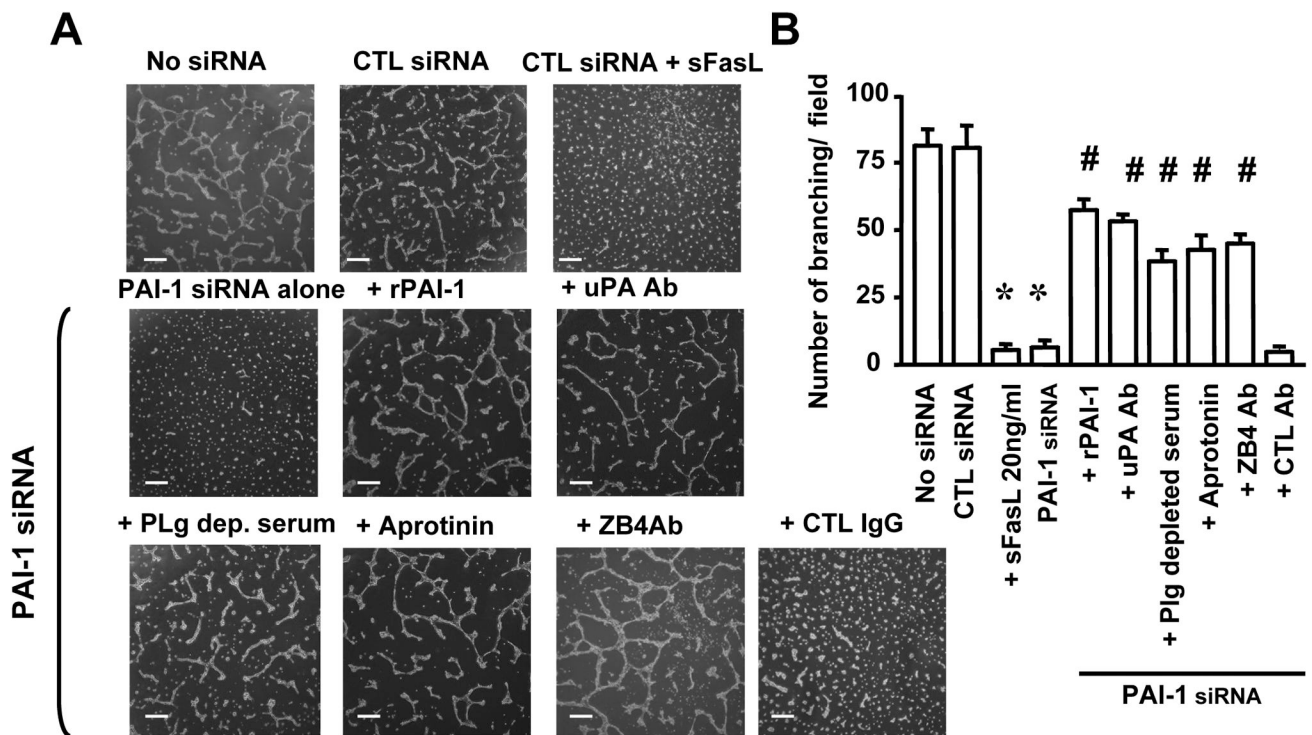 A
No siRNA
CTL siRNA
CTL siRNA + sFasL
PAI-1 siRNA alone
+ rPAI-1
+ uPA Ab
+ PLg dep. serum
+ Aprotinin
+ ZB4Ab
+ CTL IgG
PAI-1 siRNA
B
Number of branching/ field
100
75
50
25
0
* *
# # # # #
No siRNA
CTL siRNA
+ sFasL 20ng/ml
PAI-1 siRNA
+ rPAI-1
+ uPA Ab
+ Plg depleted serum
+ Aprotonin
+ ZB4 Ab
+ CTL Ab
PAI-1 siRNA